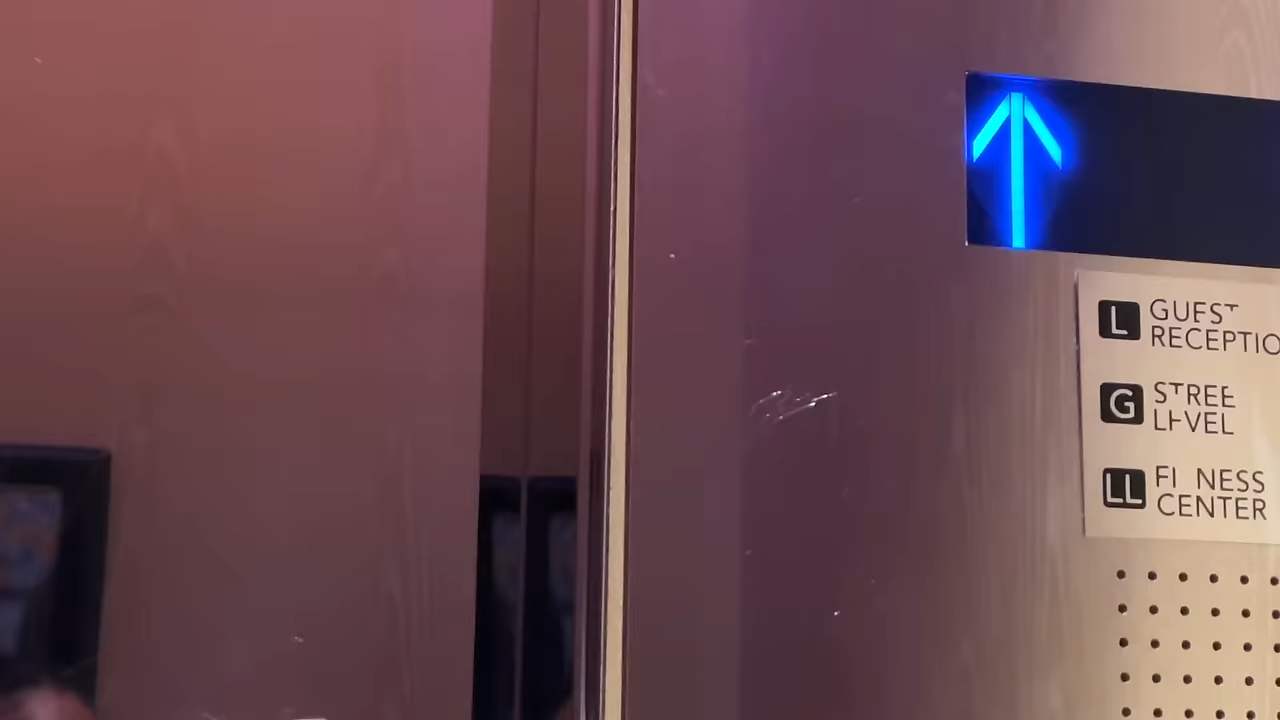 L GUEST
RECEPTIO
G STREE
LEVEL
LL FI NESS
CENTER